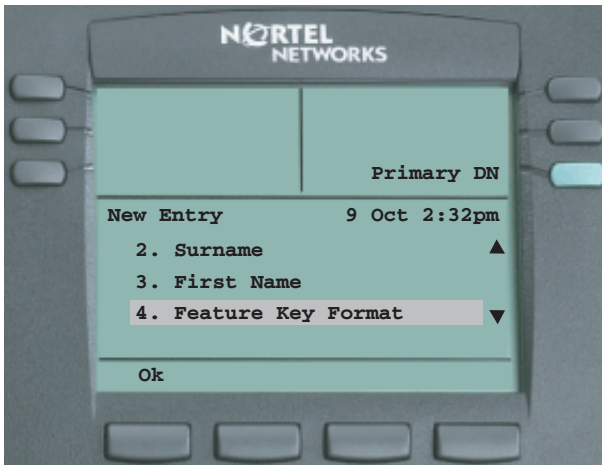 NORTEL
NETWORKS
Primary DN
New Entry 9 Oct 2:32pm
2. Surname
3. First Name
4. Feature Key Format
Ok